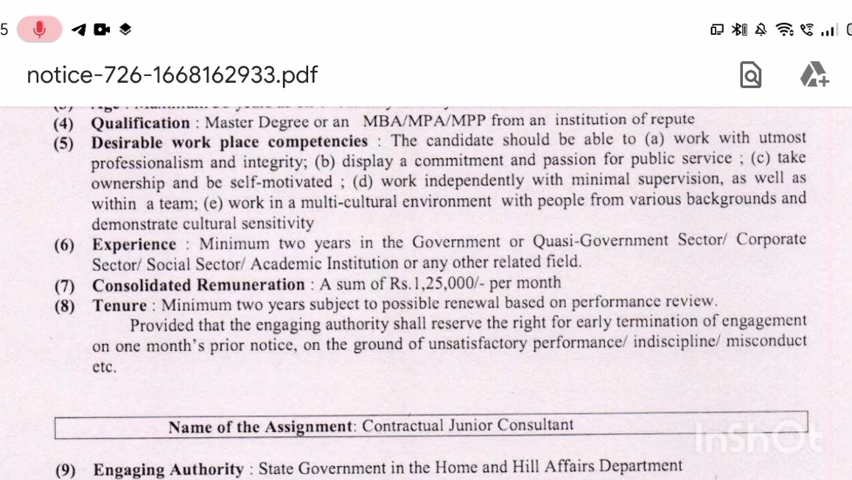 5
notice-726-1668162933.pdf
(4) Qualification : Master Degree or an MBA/MPA/MPP from an institution of repute
(5) Desirable work place competencies : The candidate should be able to (a) work with utmost
professionalism and integrity; (b) display a commitment and passion for public service ; (c) take
ownership and be self-motivated ; (d) work independently with minimal supervision, as well as
within a team; (e) work in a multi-cultural environment with people from various backgrounds and
demonstrate cultural sensitivity
(6) Experience : Minimum two years in the Government or Quasi-Government Sector/ Corporate
Sector/ Social Sector/ Academic Institution or any other related field.
(7) Consolidated Remuneration : A sum of Rs.1,25,000/- per month
(8) Tenure : Minimum two years subject to possible renewal based on performance review.
Provided that the engaging authority shall reserve the right for early termination of engagement
on one month's prior notice, on the ground of unsatisfactory performance/ indiscipline/ misconduct
etc.
Name of the Assignment: Contractual Junior Consultant
InShOt
(9) Engaging Authority : State Government in the Home and Hill Affairs Department